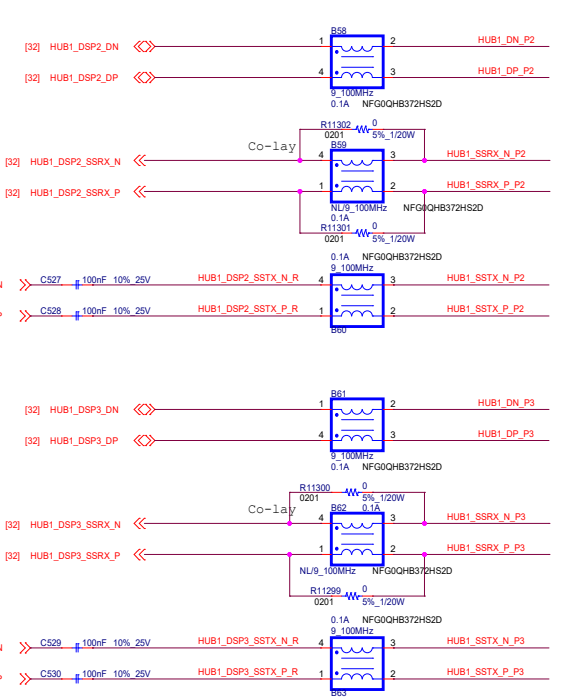 B58
[32] HUB1_DSP2_DN 1 2 HUB1_DN_P2
[32] HUB1_DSP2_DP 4 3 HUB1_DP_P2
9_100MHz
0.1A NFG0QHB372HS2D
R11302 0
0201 5%_1/20W
Co-lay B59
[32] HUB1_DSP2_SSRX_N 4 3 HUB1_SSRX_N_P2
[32] HUB1_DSP2_SSRX_P 1 2 HUB1_SSRX_P_P2
NL/9_100MHz NFG0QHB372HS2D
0.1A
R11301 0
0201 5%_1/20W
0.1A NFG0QHB372HS2D
9_100MHz
N C527 100nF 10%_25V HUB1_DSP2_SSTX_N_R 4 3 HUB1_SSTX_N_P2
P C528 100nF 10%_25V HUB1_DSP2_SSTX_P_R 1 2 HUB1_SSTX_P_P2
B60
B61
[32] HUB1_DSP3_DN 1 2 HUB1_DN_P3
[32] HUB1_DSP3_DP 4 3 HUB1_DP_P3
9_100MHz
0.1A NFG0QHB372HS2D
R11300 0
0201 5%_1/20W
Co-lay B62 0.1A
[32] HUB1_DSP3_SSRX_N 4 3 HUB1_SSRX_N_P3
[32] HUB1_DSP3_SSRX_P 1 2 HUB1_SSRX_P_P3
NL/9_100MHz NFG0QHB372HS2D
R11299 0
0201 5%_1/20W
0.1A NFG0QHB372HS2D
9_100MHz
N C529 100nF 10%_25V HUB1_DSP3_SSTX_N_R 4 3 HUB1_SSTX_N_P3
P C530 100nF 10%_25V HUB1_DSP3_SSTX_P_R 1 2 HUB1_SSTX_P_P3
B63